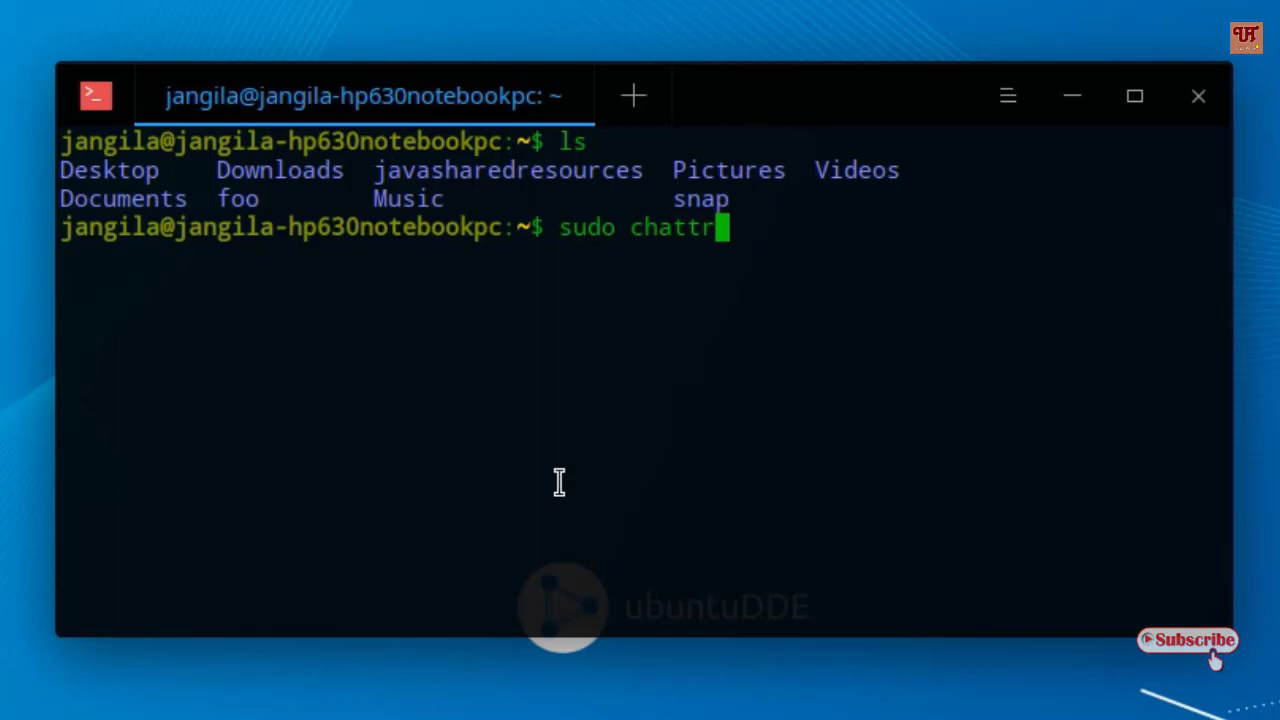 jangila@jangila-hp630notebookpc: ~
jangila@jangila-hp630notebookpc:~$ ls
Desktop Downloads javasharedresources Pictures Videos
Documents foo Music snap
jangila@jangila-hp630notebookpc:~$ sudo chattr
ubuntuDDE
Subscribe